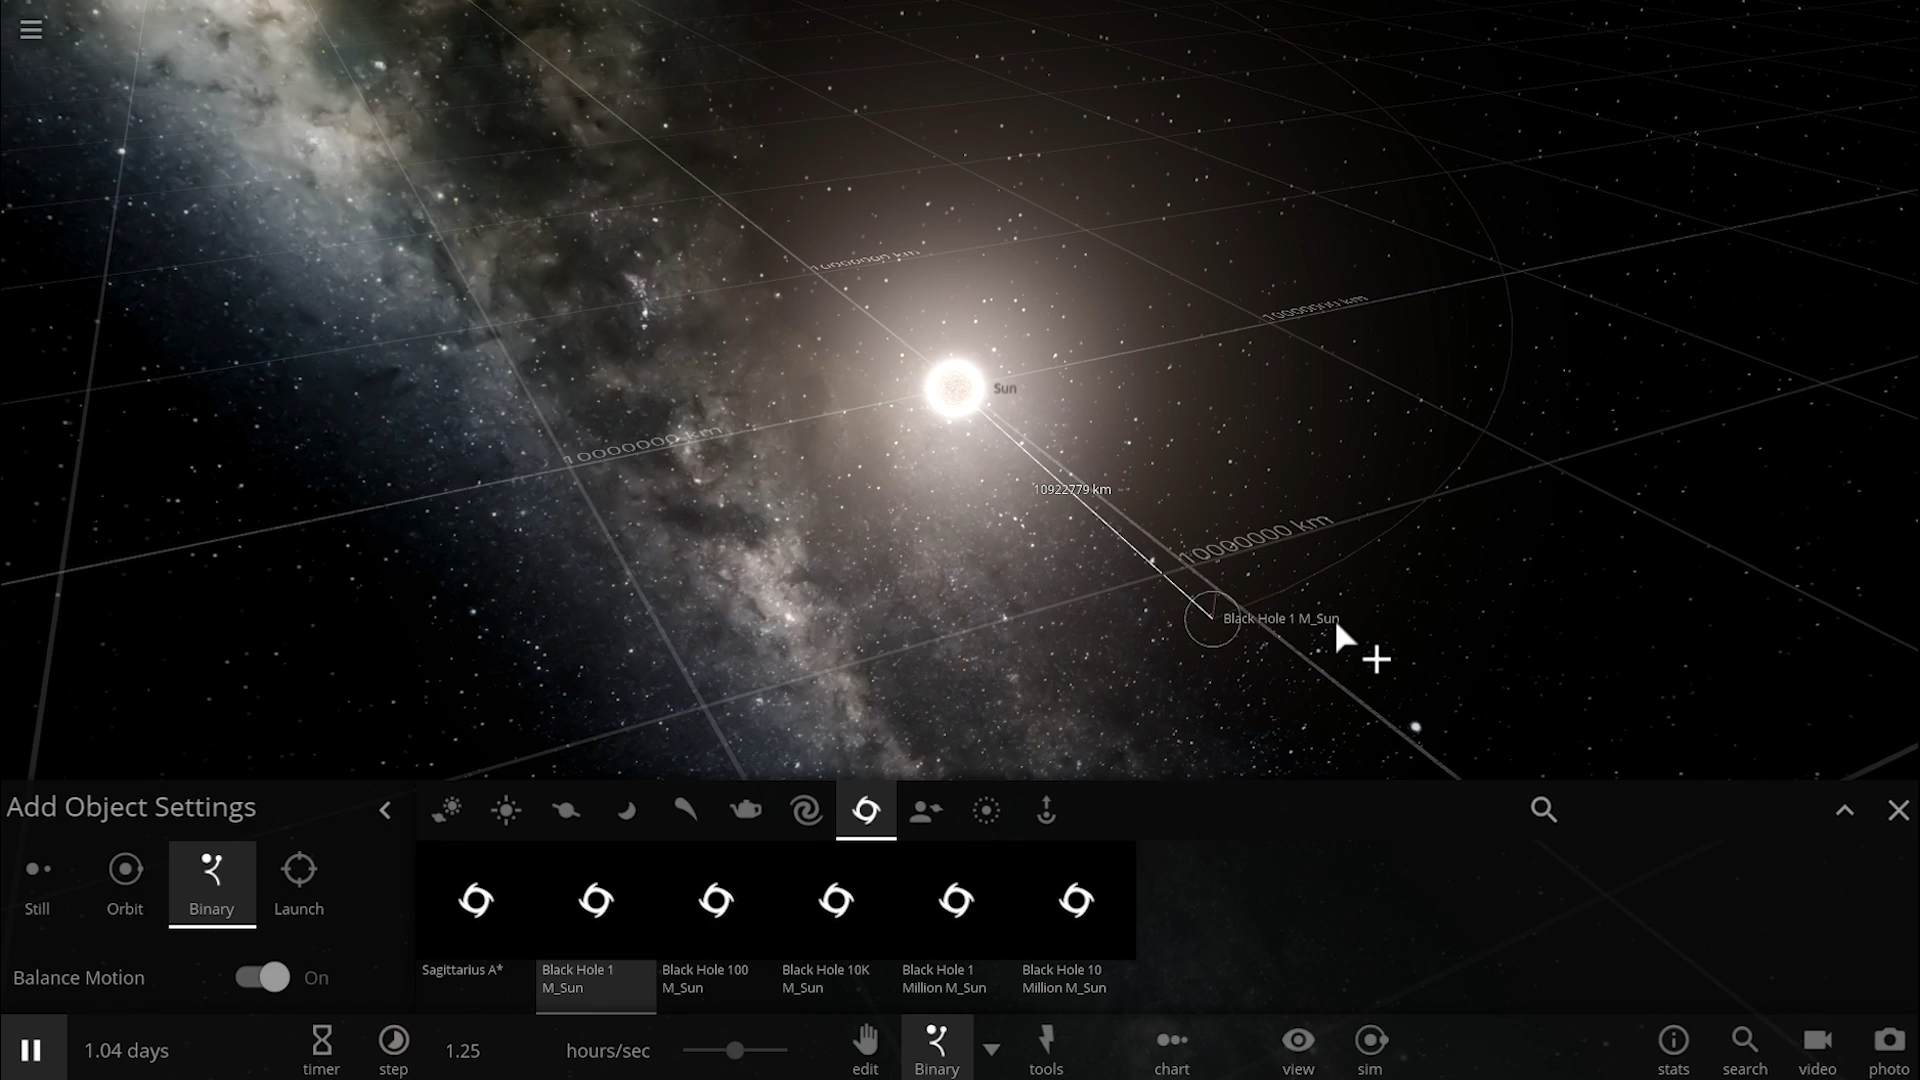 10000000 km
10000000 km
Sun
10000000 km
10922779 km
10000000 km
Black Hole 1 M_Sun
Add Object Settings
Still
Orbit
Binary
Launch
Balance Motion
On
Sagittarius A*
Black Hole 1
M_Sun
Black Hole 100
M_Sun
Black Hole 10K
M_Sun
Black Hole 1
Million M_Sun
Black Hole 10
Million M_Sun
1.04 days
timer
step
1.25
hours/sec
edit
Binary
tools
chart
view
sim
stats
search
video
photo